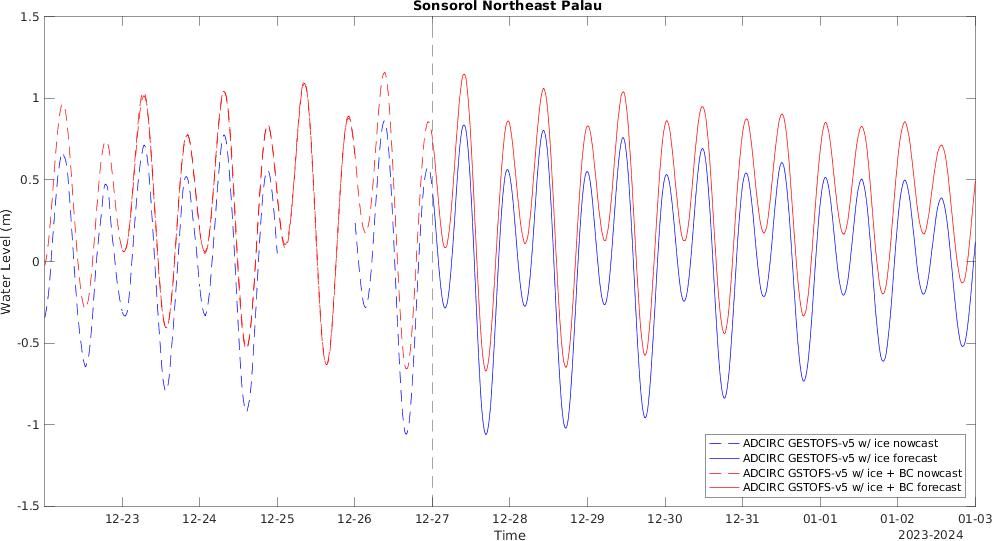 Sonsorol Northeast Palau
1.5
1
0.5
0
-0.5
-1
-1.5
Water Level (m)
ADCIRC GESTOFS-v5 w/ ice nowcast
ADCIRC GESTOFS-v5 w/ ice forecast
ADCIRC GSTOFS-v5 w/ ice + BC nowcast
ADCIRC GSTOFS-v5 w/ ice + BC forecast
12-23 12-24 12-25 12-26 12-27 12-28 12-29 12-30 12-31 01-01 01-02 01-03
Time
2023-2024